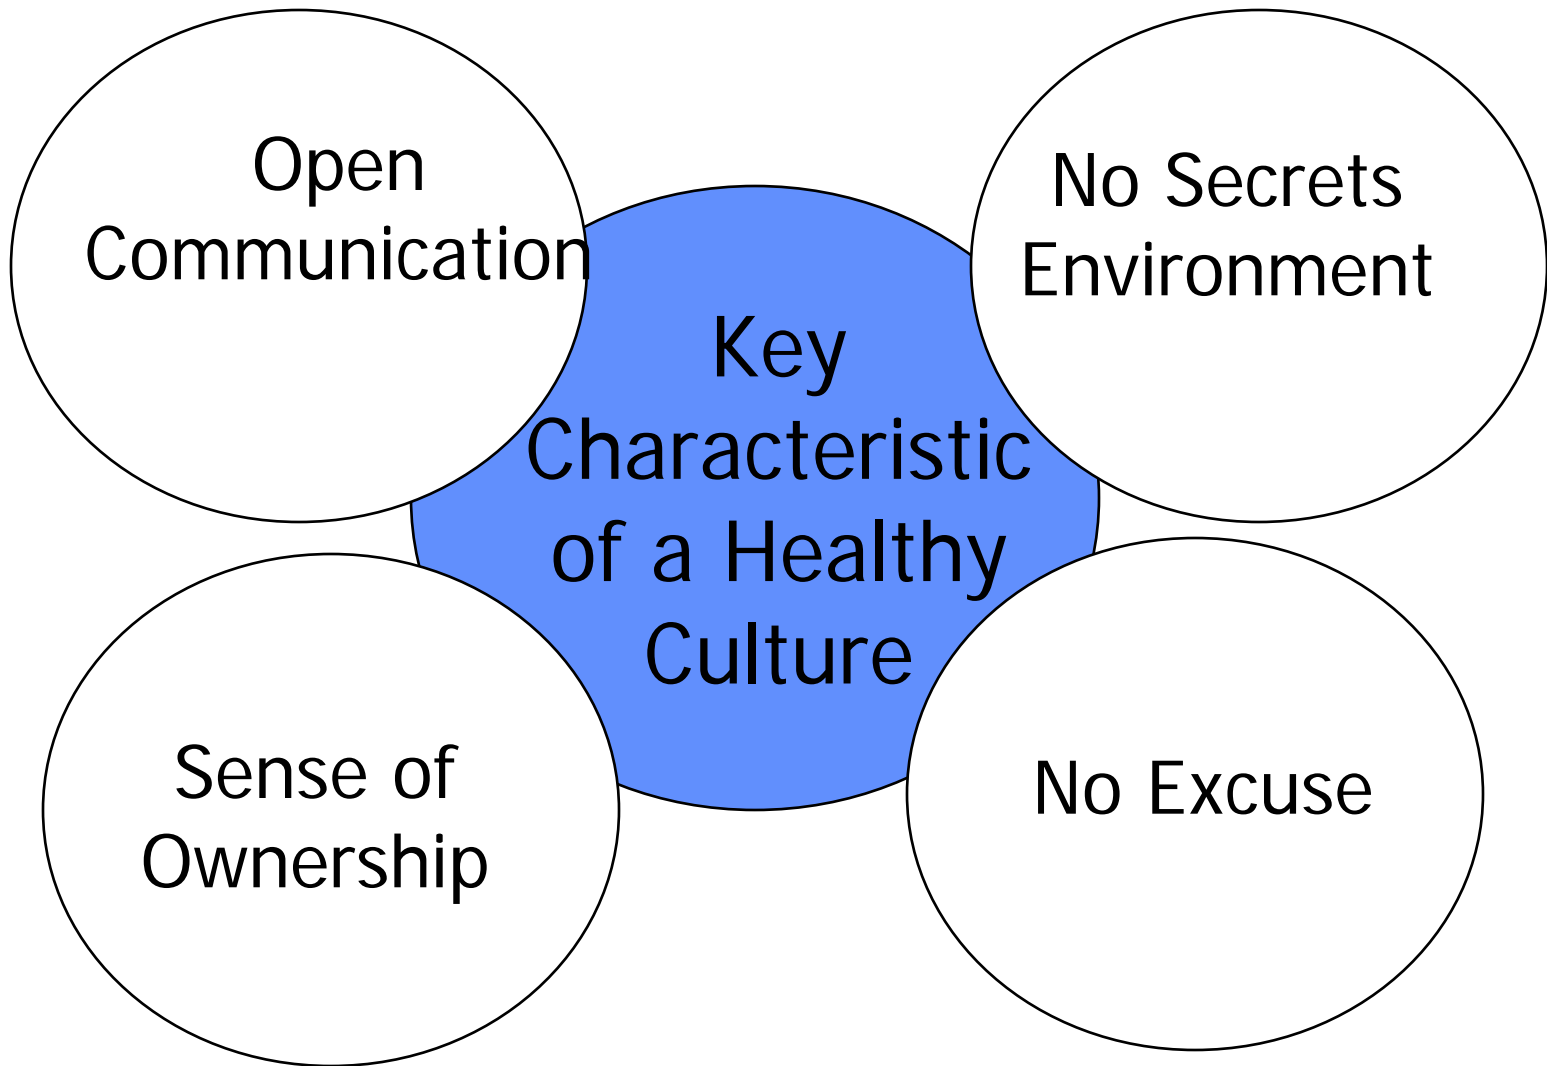 Open
Communication
No Secrets
Environment
Key
Characteristic
of a Healthy
Culture
Sense of
Ownership
No Excuse